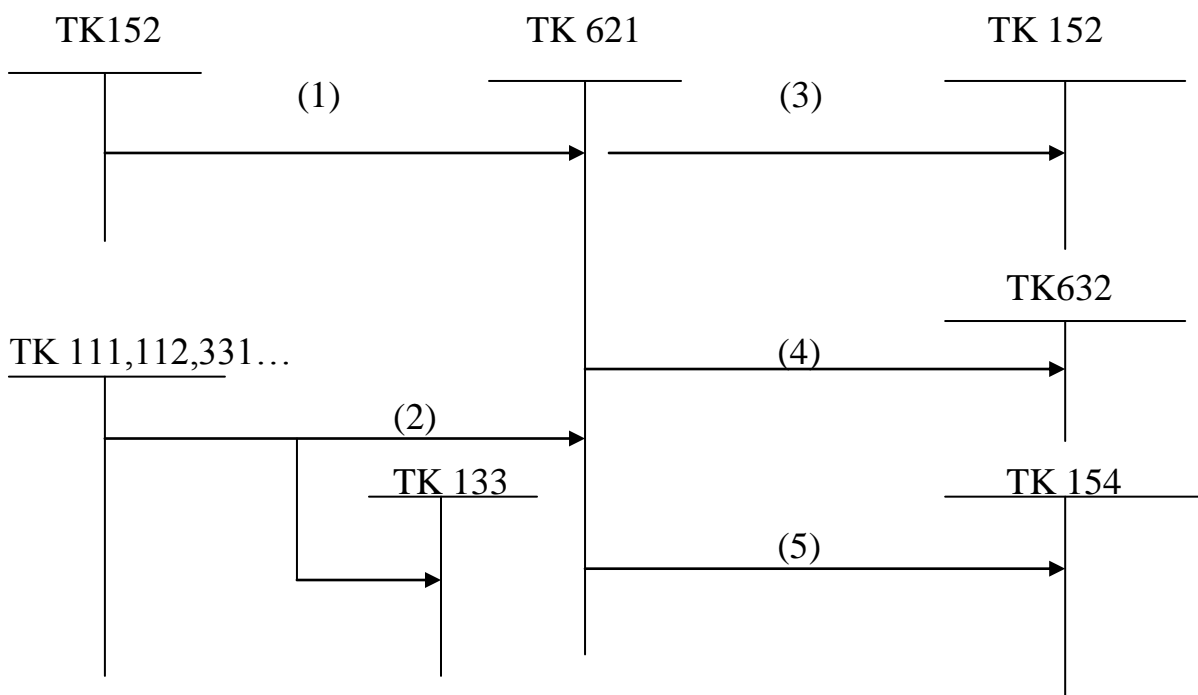 TK152
TK 621
TK 152
(1)
(3)
TK632
TK 111,112,331…
(4)
(2)
TK 133
TK 154
(5)